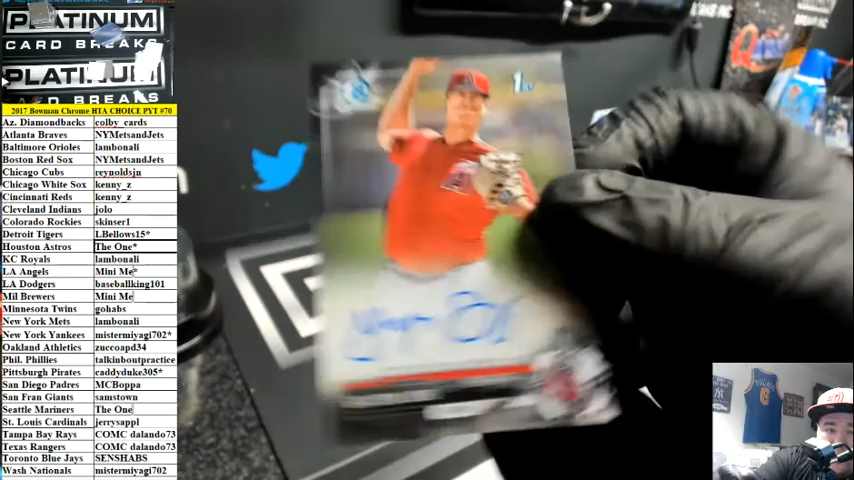 PLATINUM
CARD BREAKS
PLATINUM
CARD BREAKS
2017 Bowman Chrome HTA CHOICE PYT #70
Az. Diamondbacks colby_cards
Atlanta Braves NYMetsandJets
Baltimore Orioles lambonali
Boston Red Sox NYMetsandJets
Chicago Cubs reynoldsjn
Chicago White Sox kenny_z
Cincinnati Reds kenny_z
Cleveland Indians jolo
Colorado Rockies skinser1
Detroit Tigers LBellows15*
Houston Astros The One*
KC Royals lambonali
LA Angels Mini Me*
LA Dodgers baseballking101
Mil Brewers Mini Me
Minnesota Twins gohabs
New York Mets lambonali
New York Yankees mistermiyagi702*
Oakland Athletics zuccoapd34
Phil. Phillies talkinboutpractice
Pittsburgh Pirates caddyduke305*
San Diego Padres MCBoppa
San Fran Giants samstown
Seattle Mariners The One
St. Louis Cardinals jerrysappl
Tampa Bay Rays COMC dalando73
Texas Rangers COMC dalando73
Toronto Blue Jays SENSHABS
Wash Nationals mistermiyagi702
1st